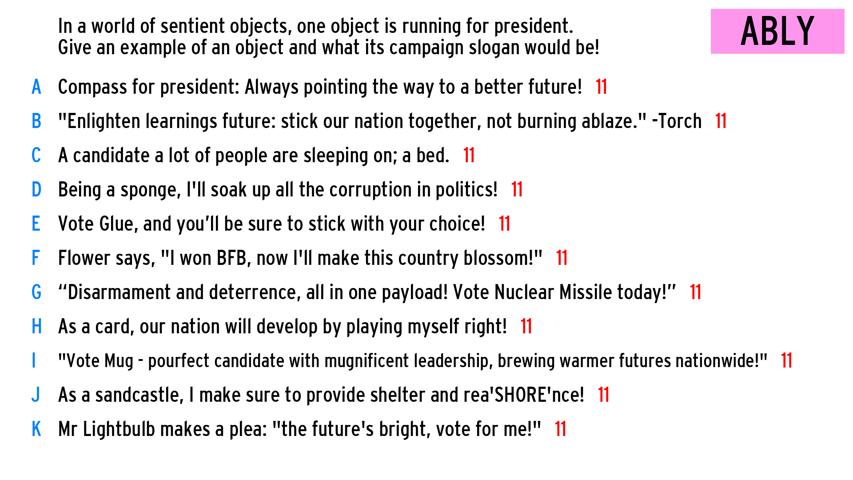 In a world of sentient objects, one object is running for president.
Give an example of an object and what its campaign slogan would be!
ABLY
A Compass for president: Always pointing the way to a better future! 11
B "Enlighten learnings future: stick our nation together, not burning ablaze." -Torch 11
C A candidate a lot of people are sleeping on; a bed. 11
D Being a sponge, I'll soak up all the corruption in politics! 11
E Vote Glue, and you’ll be sure to stick with your choice! 11
F Flower says, "I won BFB, now I'll make this country blossom!" 11
G “Disarmament and deterrence, all in one payload! Vote Nuclear Missile today!” 11
H As a card, our nation will develop by playing myself right! 11
I "Vote Mug - pourfect candidate with mugnificent leadership, brewing warmer futures nationwide!" 11
J As a sandcastle, I make sure to provide shelter and rea'SHORE'nce! 11
K Mr Lightbulb makes a plea: "the future's bright, vote for me!" 11